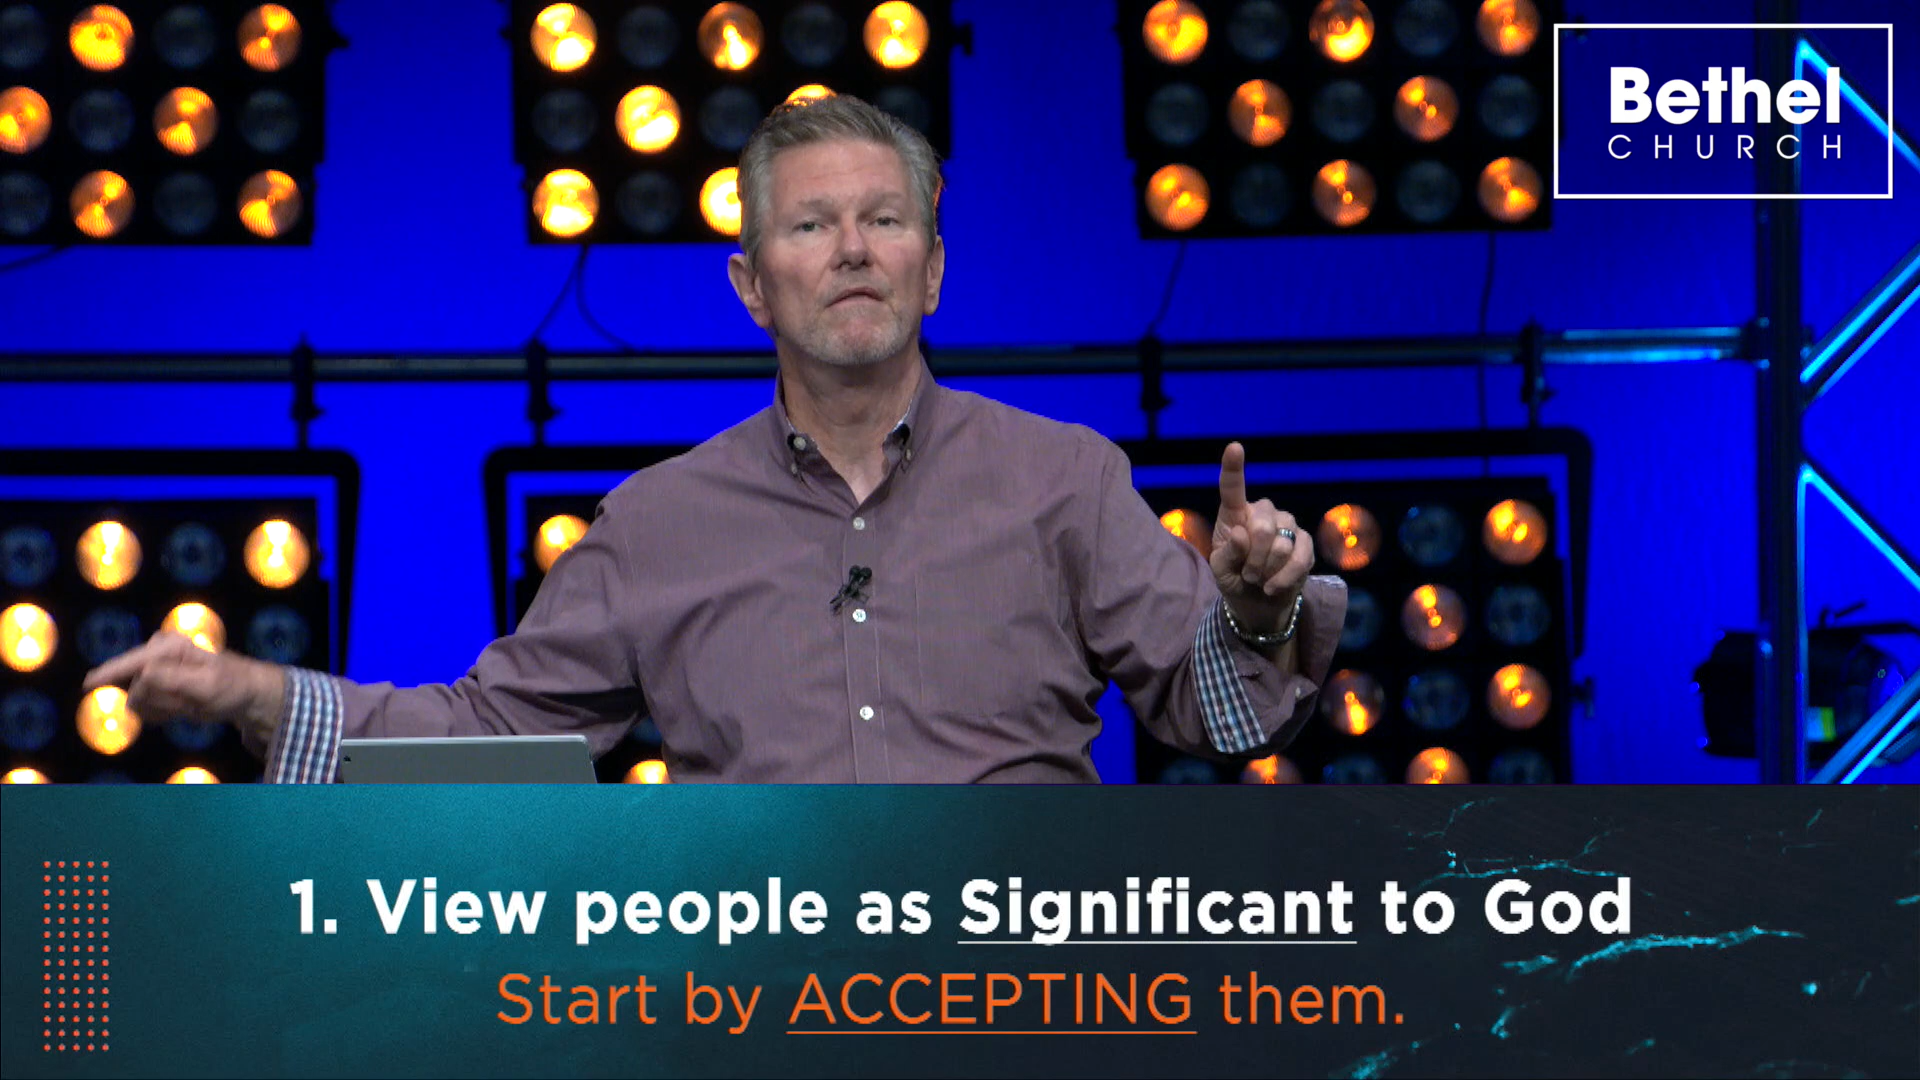 Bethel
CHURCH
1. View people as Significant to God
Start by ACCEPTING them.